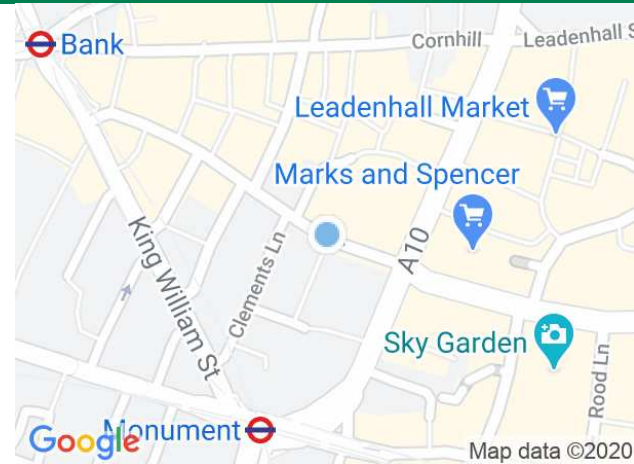 Bank
Cornhill
Leadenhall S
Leadenhall Market
Marks and Spencer
King William St
Clements Ln
A10
Sky Garden
Rood Ln
Monument
Google
Map data ©2020